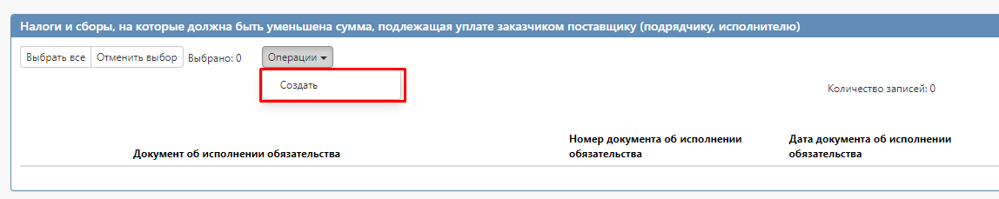 Налоги и сборы, на которые должна быть уменьшена сумма, подлежащая уплате заказчиком поставщику (подрядчику, исполнителю)
Выбрать все Отменить выбор Выбрано: 0 Операции
Создать
Количество записей: 0
Документ об исполнении обязательства
Номер документа об исполнении
обязательства
Дата документа об исполнении
обязательства